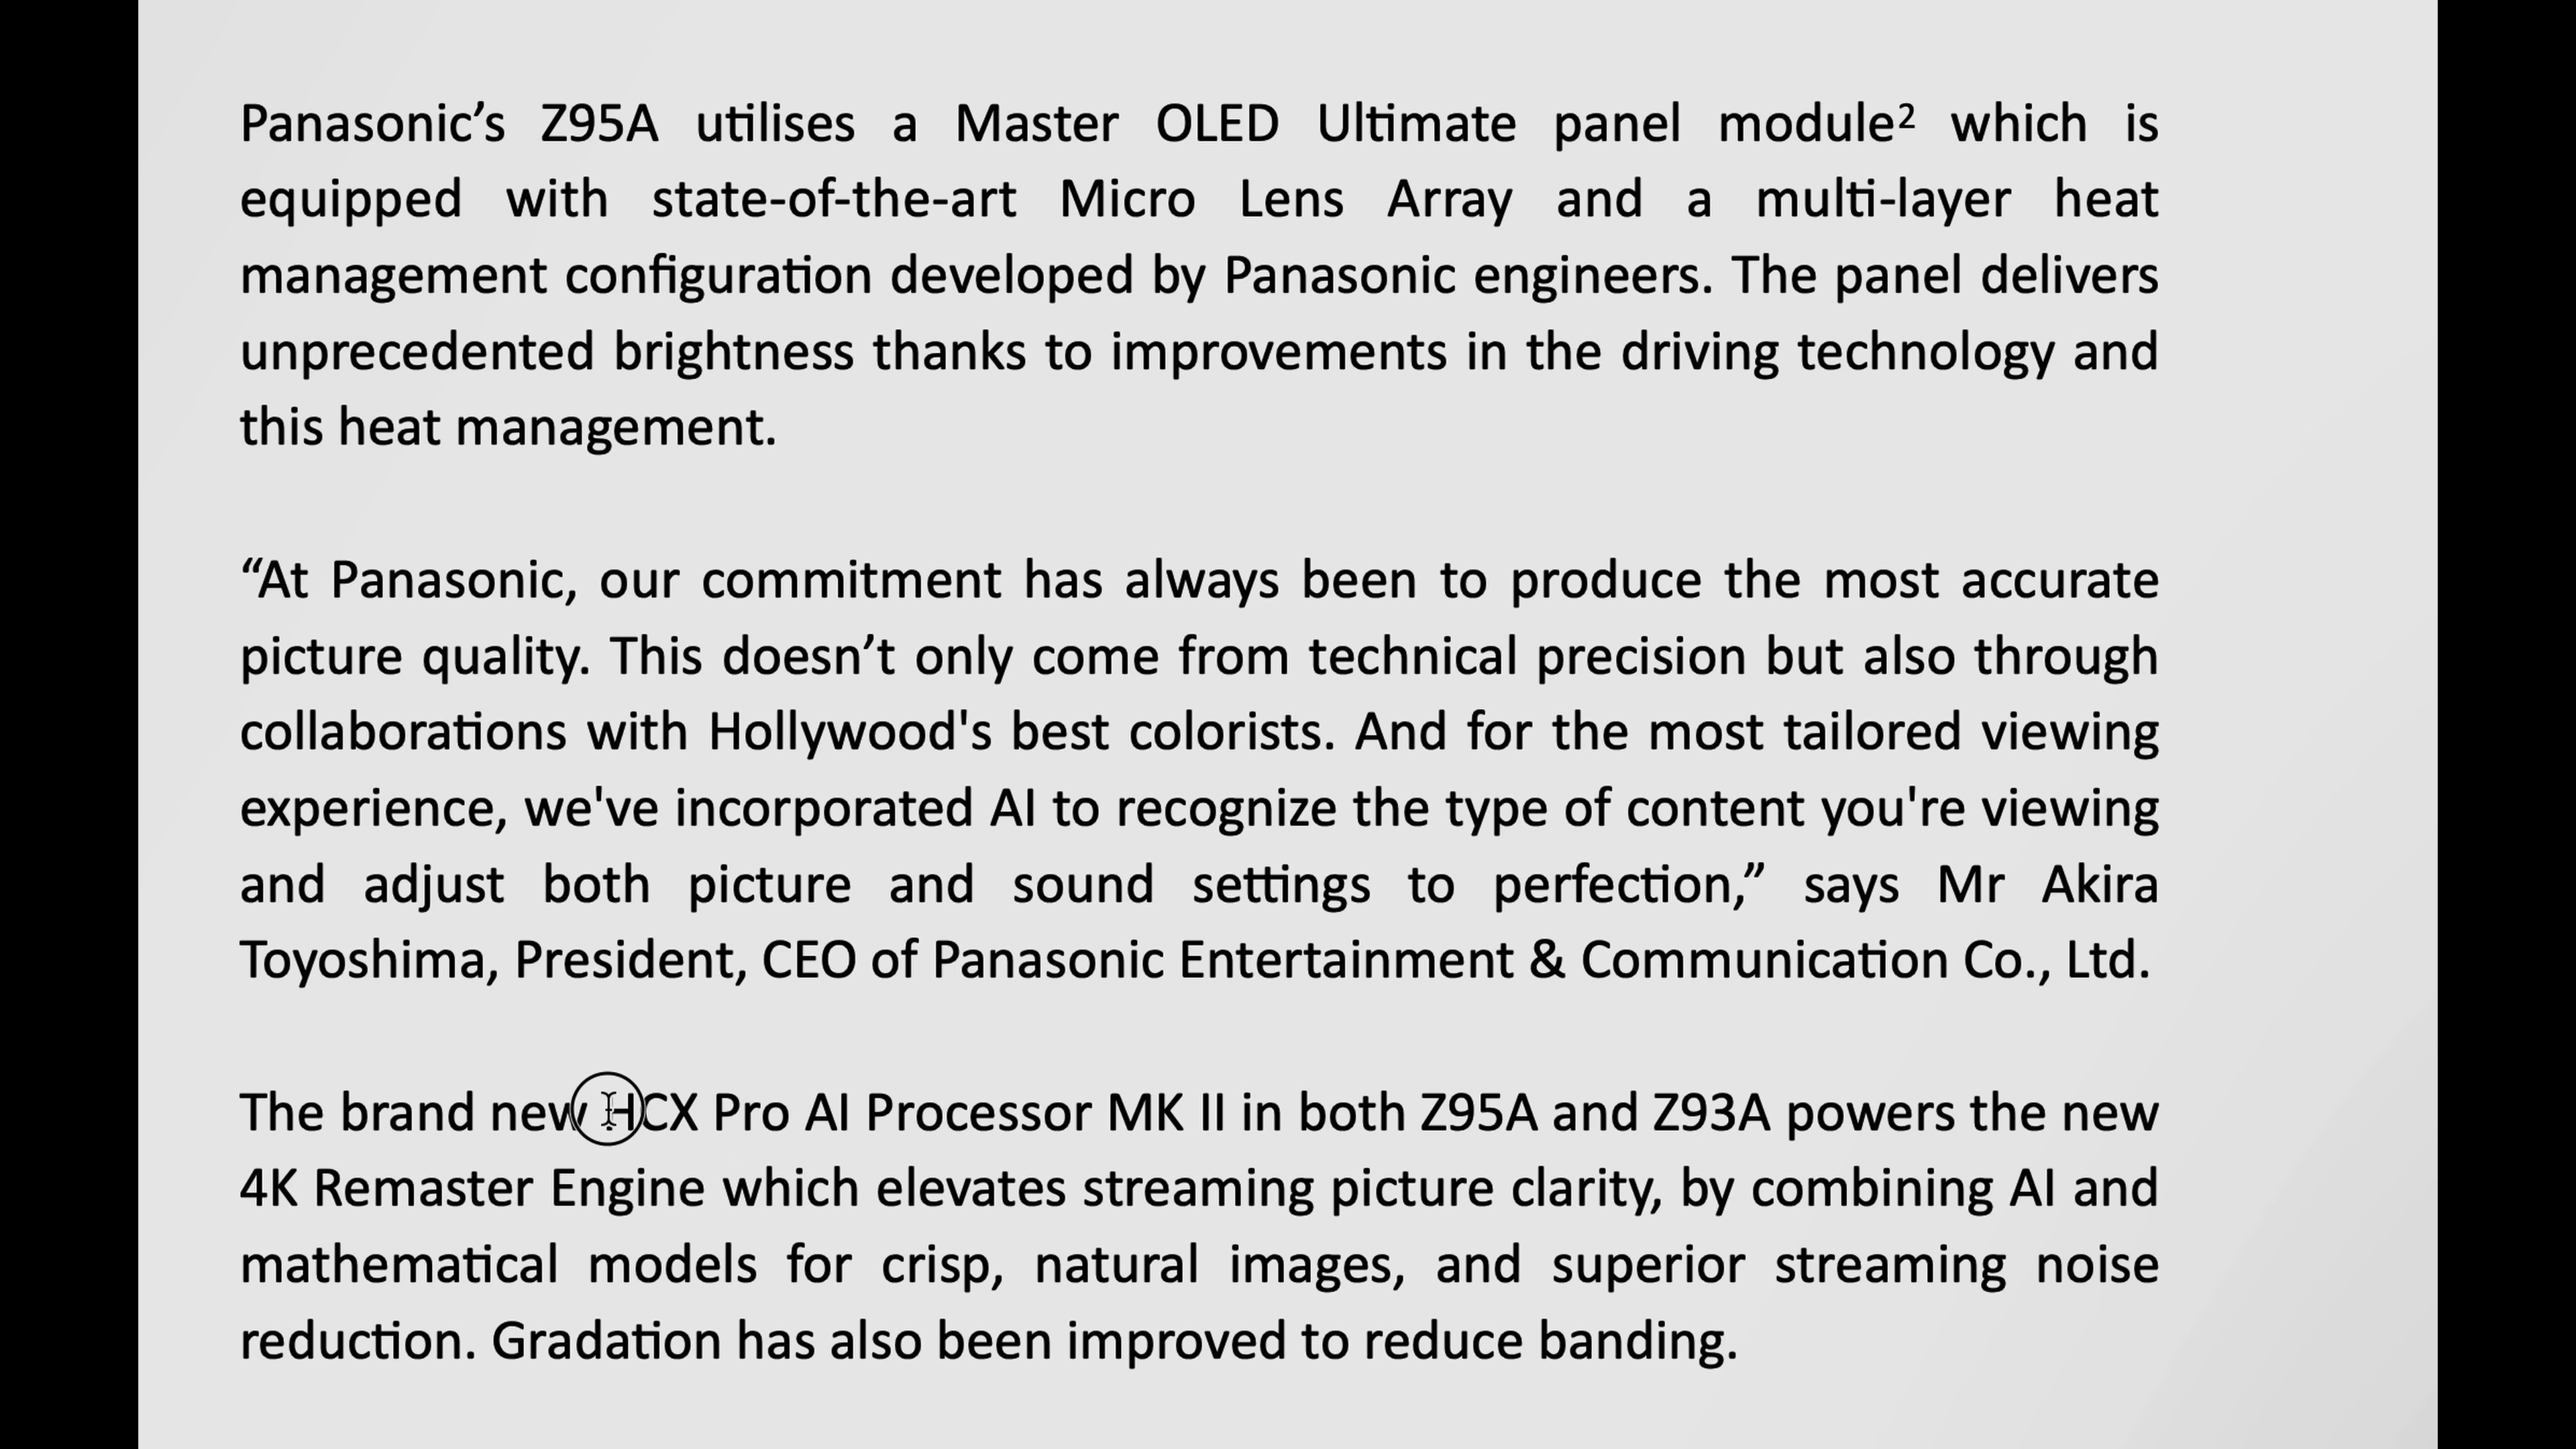 Panasonic’s Z95A utilises a Master OLED Ultimate panel module² which is
equipped with state-of-the-art Micro Lens Array and a multi-layer heat
management configuration developed by Panasonic engineers. The panel delivers
unprecedented brightness thanks to improvements in the driving technology and
this heat management.
“At Panasonic, our commitment has always been to produce the most accurate
picture quality. This doesn’t only come from technical precision but also through
collaborations with Hollywood's best colorists. And for the most tailored viewing
experience, we've incorporated AI to recognize the type of content you're viewing
and adjust both picture and sound settings to perfection,” says Mr Akira
Toyoshima, President, CEO of Panasonic Entertainment & Communication Co., Ltd.
The brand new HCX Pro AI Processor MK II in both Z95A and Z93A powers the new
4K Remaster Engine which elevates streaming picture clarity, by combining AI and
mathematical models for crisp, natural images, and superior streaming noise
reduction. Gradation has also been improved to reduce banding.